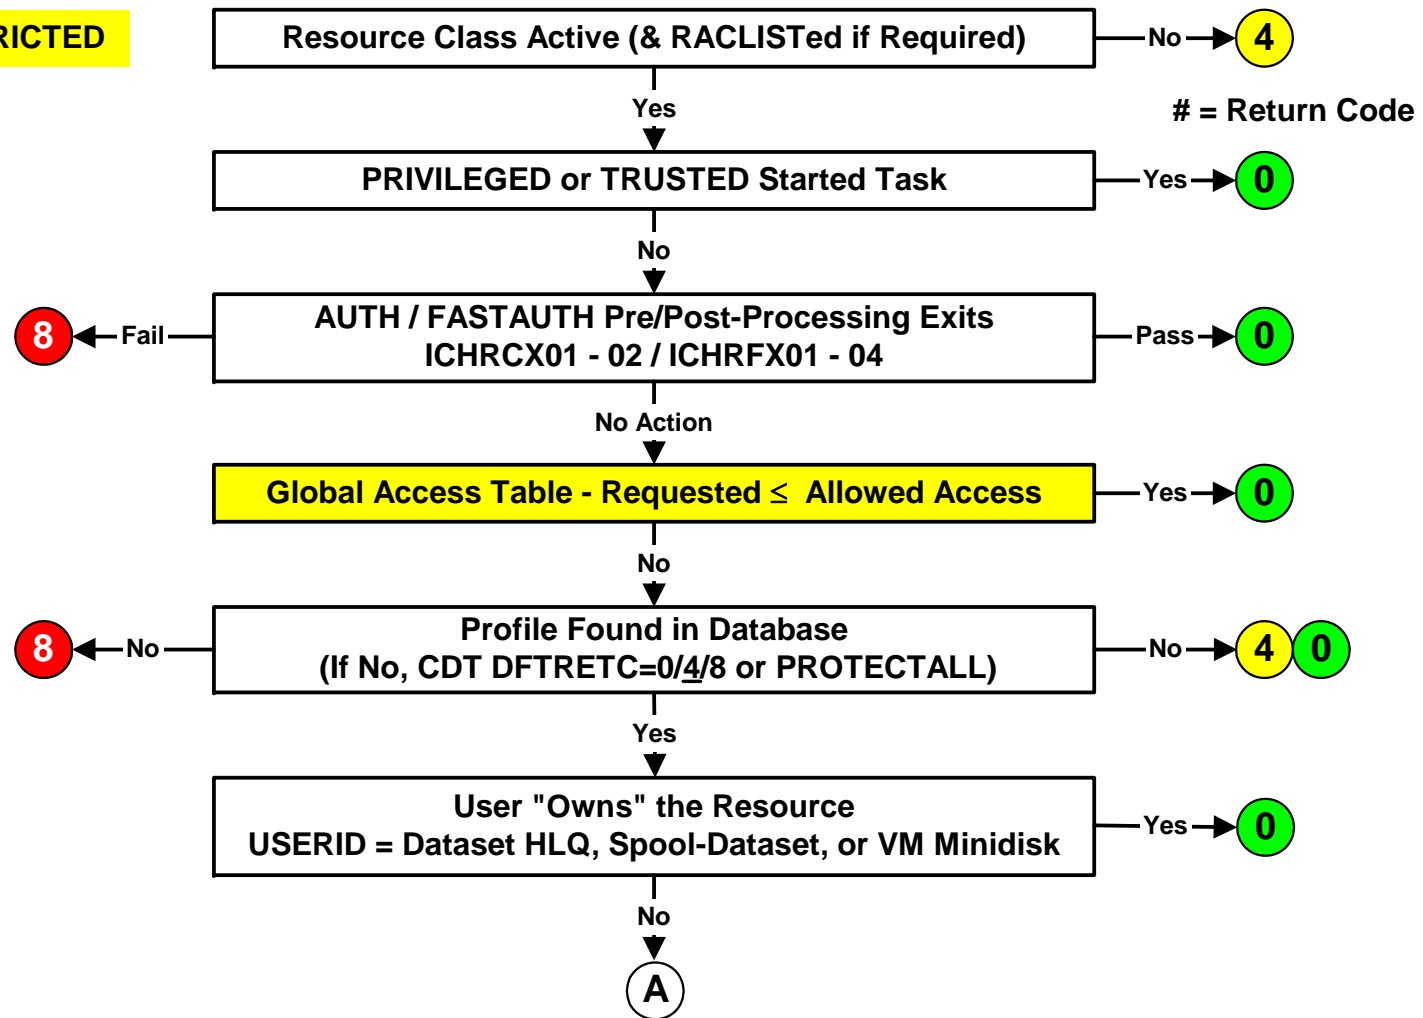 RICTED
Resource Class Active (& RACLISTed if Required)
No
4
# = Return Code
Yes
PRIVILEGED or TRUSTED Started Task
Yes
0
No
AUTH / FASTAUTH Pre/Post-Processing Exits
ICHRCX01 - 02 / ICHRFX01 - 04
8
Fail
Pass
0
No Action
Global Access Table - Requested ≤ Allowed Access
Yes
0
No
8
No
Profile Found in Database
(If No, CDT DFTRETC=0/4/8 or PROTECTALL)
No
4
0
Yes
User "Owns" the Resource
USERID = Dataset HLQ, Spool-Dataset, or VM Minidisk
Yes
0
No
A